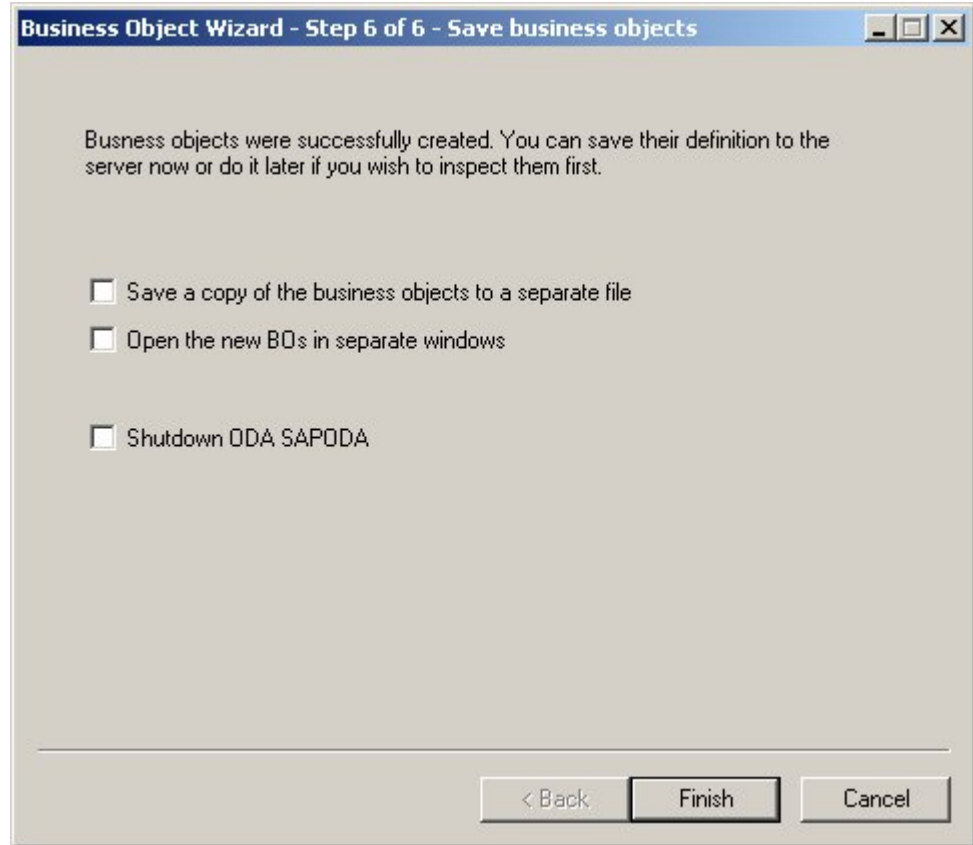 Business Object Wizard - Step 6 of 6 - Save business objects
Busness objects were successfully created. You can save their definition to the
server now or do it later if you wish to inspect them first.
Save a copy of the business objects to a separate file
Open the new BOs in separate windows
Shutdown ODA SAPODA
< Back
Finish
Cancel